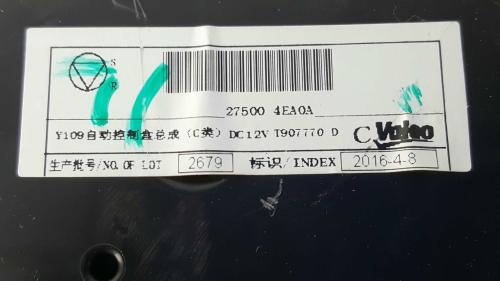 S
R
27500 4EA0A
Y109自动控制盒总成(C类) DC12V T907770 D C Valeo
生产批号/NO. OF LOT 2679 标识/INDEX 2016-4-8